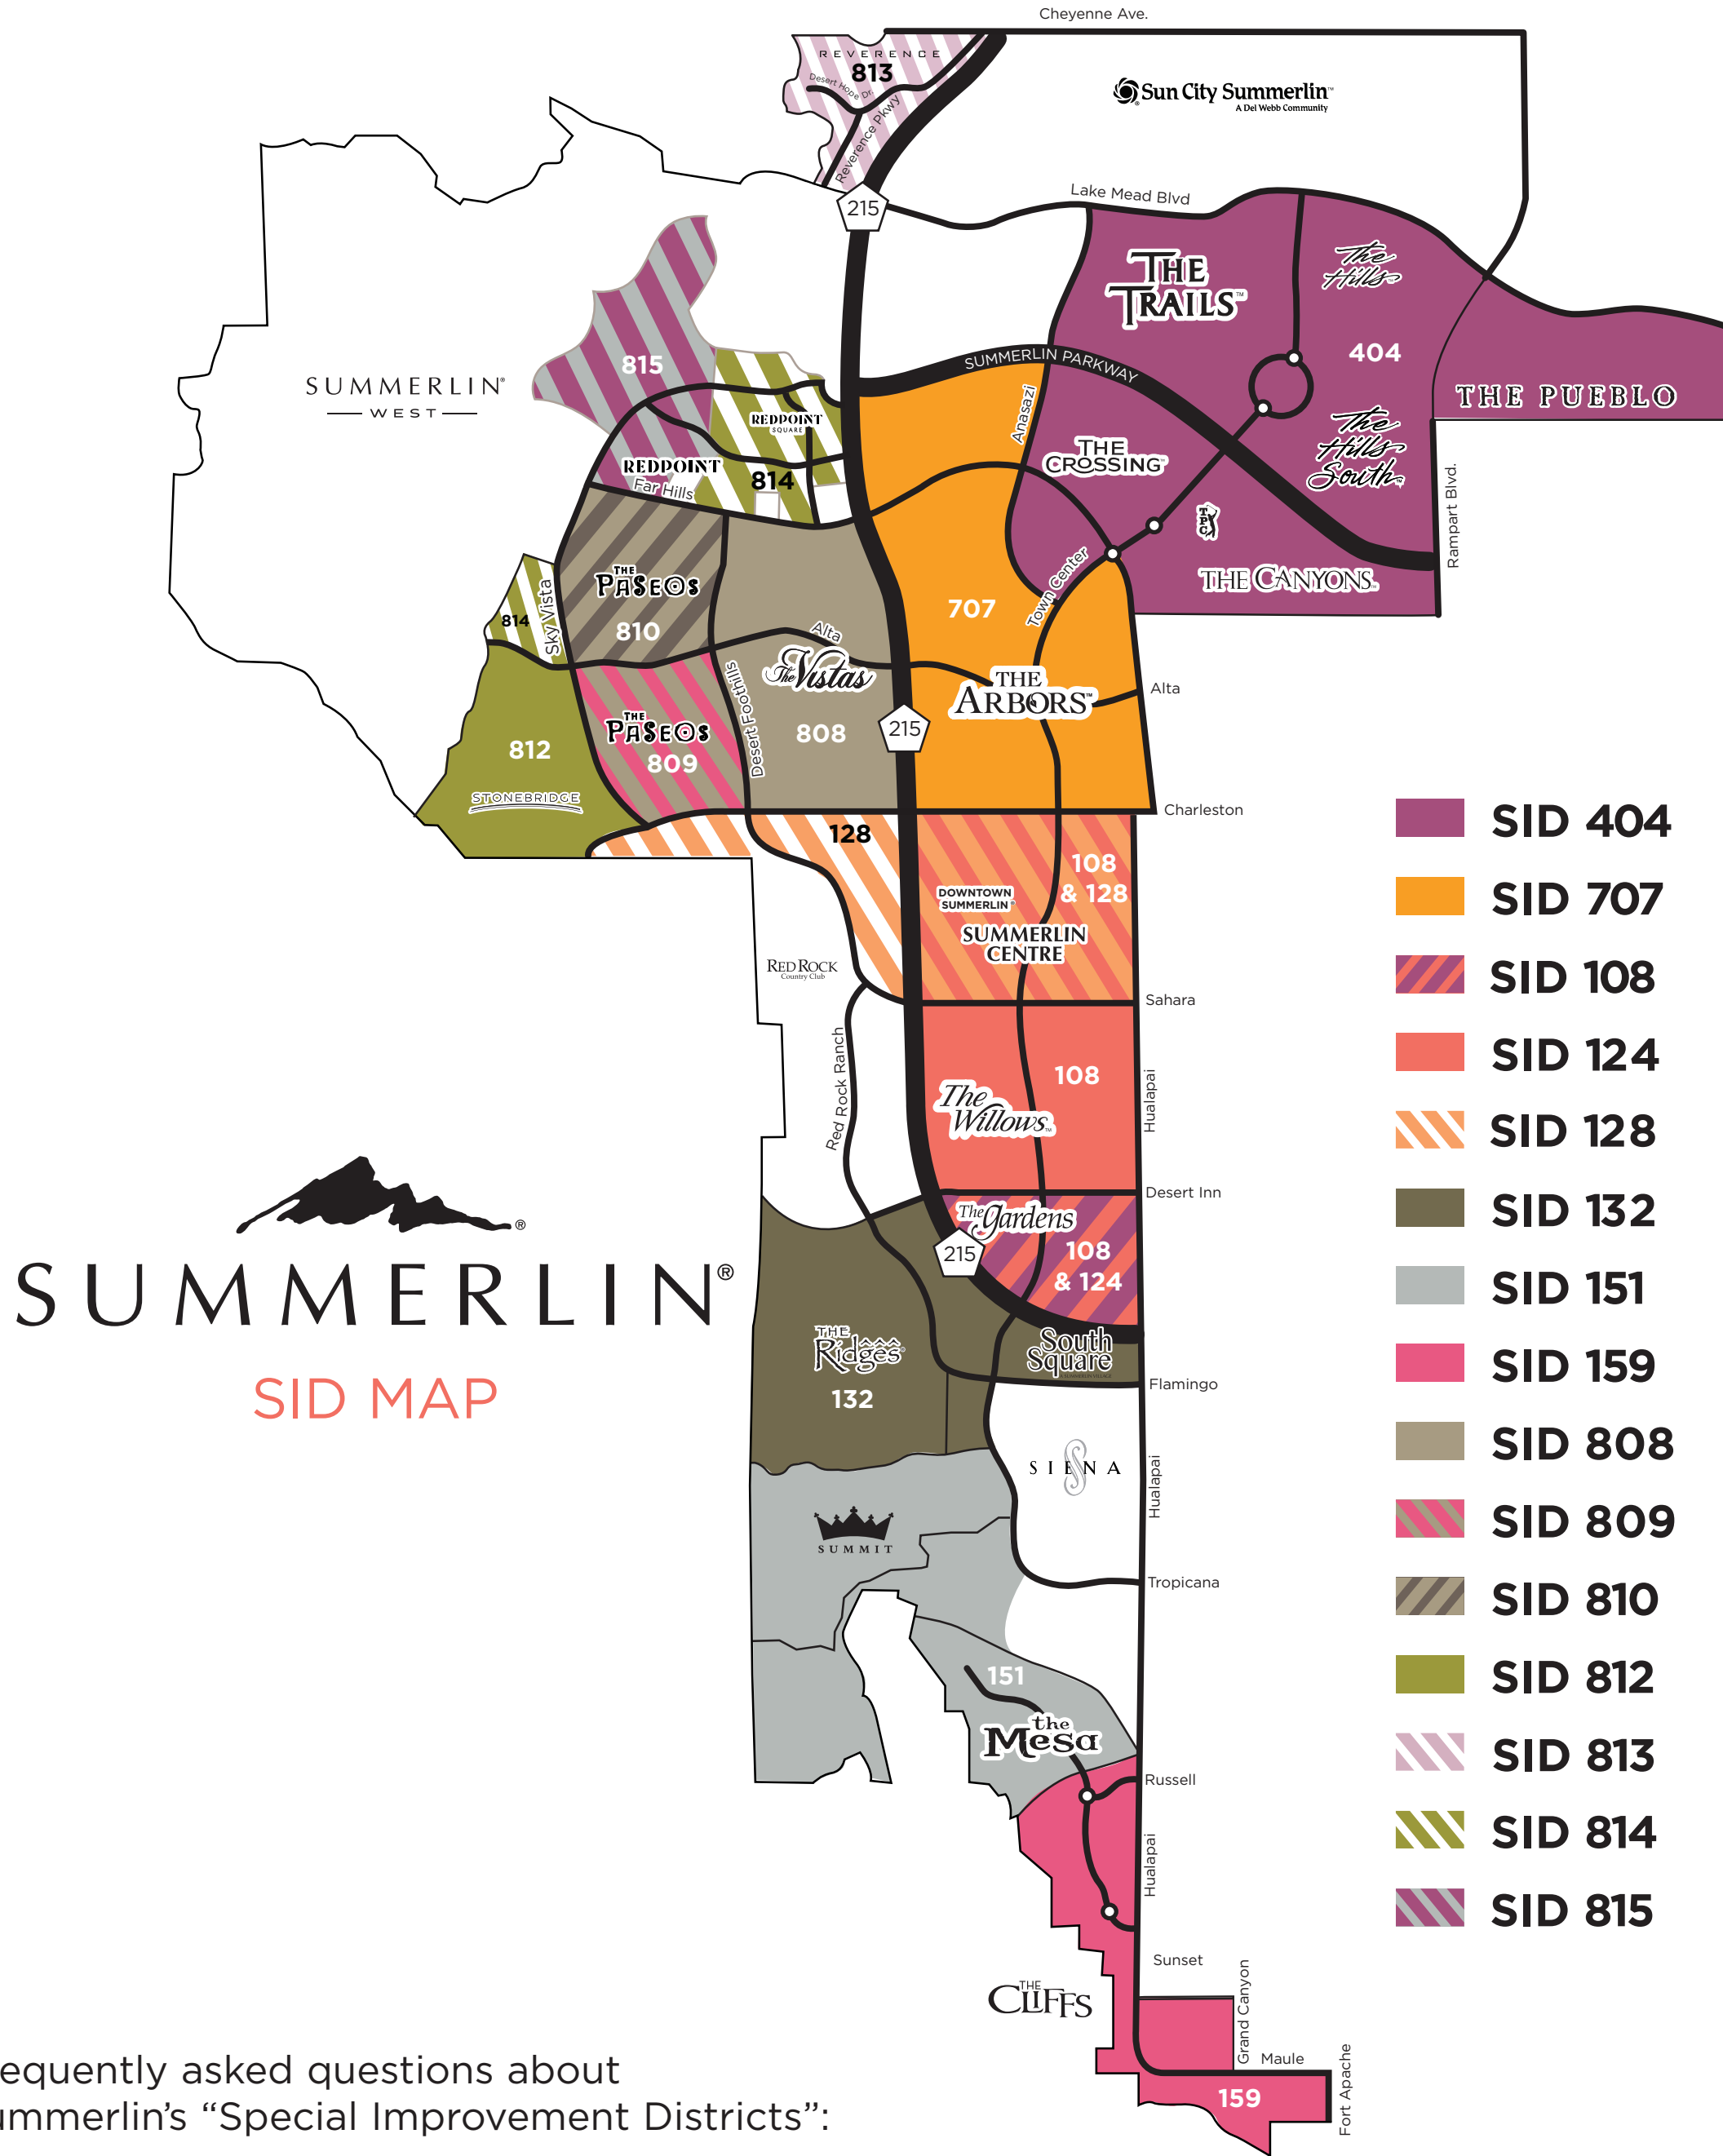 Cheyenne Ave.
REVERENCE
813
Desert Hope Dr.
Reverence Pkwy
Sun City Summerlin™
A Del Webb Community
215
Lake Mead Blvd
THE
TRAILS™
The
Hills
404
SUMMERLIN PARKWAY
THE PUEBLO
815
SUMMERLIN®
WEST
REDPOINT
SQUARE
Anasazi
THE
CROSSING
The
Hills
South
REDPOINT
814
Far Hills
Rampart Blvd.
TPC
THE CANYONS
THE
PASEOS
810
Sky Vista
814
707
Town Center
Alta
The Vistas
808
Desert Foothills
THE
ARBORS™
Alta
THE
PASEOS
809
215
812
STONEBRIDGE
Charleston
128
108
& 128
DOWNTOWN
SUMMERLIN®
SUMMERLIN
CENTRE
RED ROCK
Country Club
Sahara
Red Rock Ranch
108
Hualapai
The
Willows™
Desert Inn
The Gardens
108
& 124
215
THE
Ridges®
132
South
Square
Flamingo
SIENA
Hualapai
SUMMIT
Tropicana
151
the
Mesa
Russell
Hualapai
Sunset
THE
CLIFFS
Grand Canyon
Maule
Fort Apache
159
SUMMERLIN®
SID MAP
SID 404
SID 707
SID 108
SID 124
SID 128
SID 132
SID 151
SID 159
SID 808
SID 809
SID 810
SID 812
SID 813
SID 814
SID 815
equently asked questions about
ummerlin’s “Special Improvement Districts”: